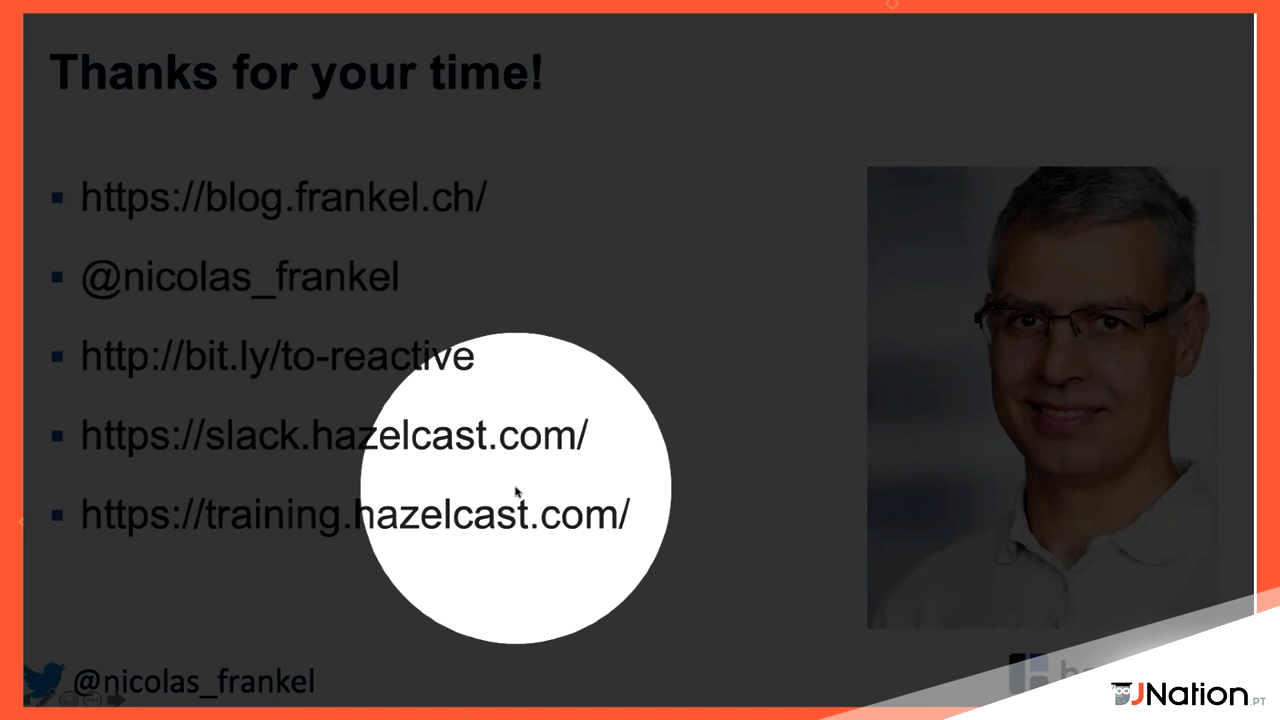 Thanks for your time!
https://blog.frankel.ch/
@nicolas_frankel
http://bit.ly/to-reactive
https://slack.hazelcast.com/
https://training.hazelcast.com/
@nicolas_frankel
JNation.PT